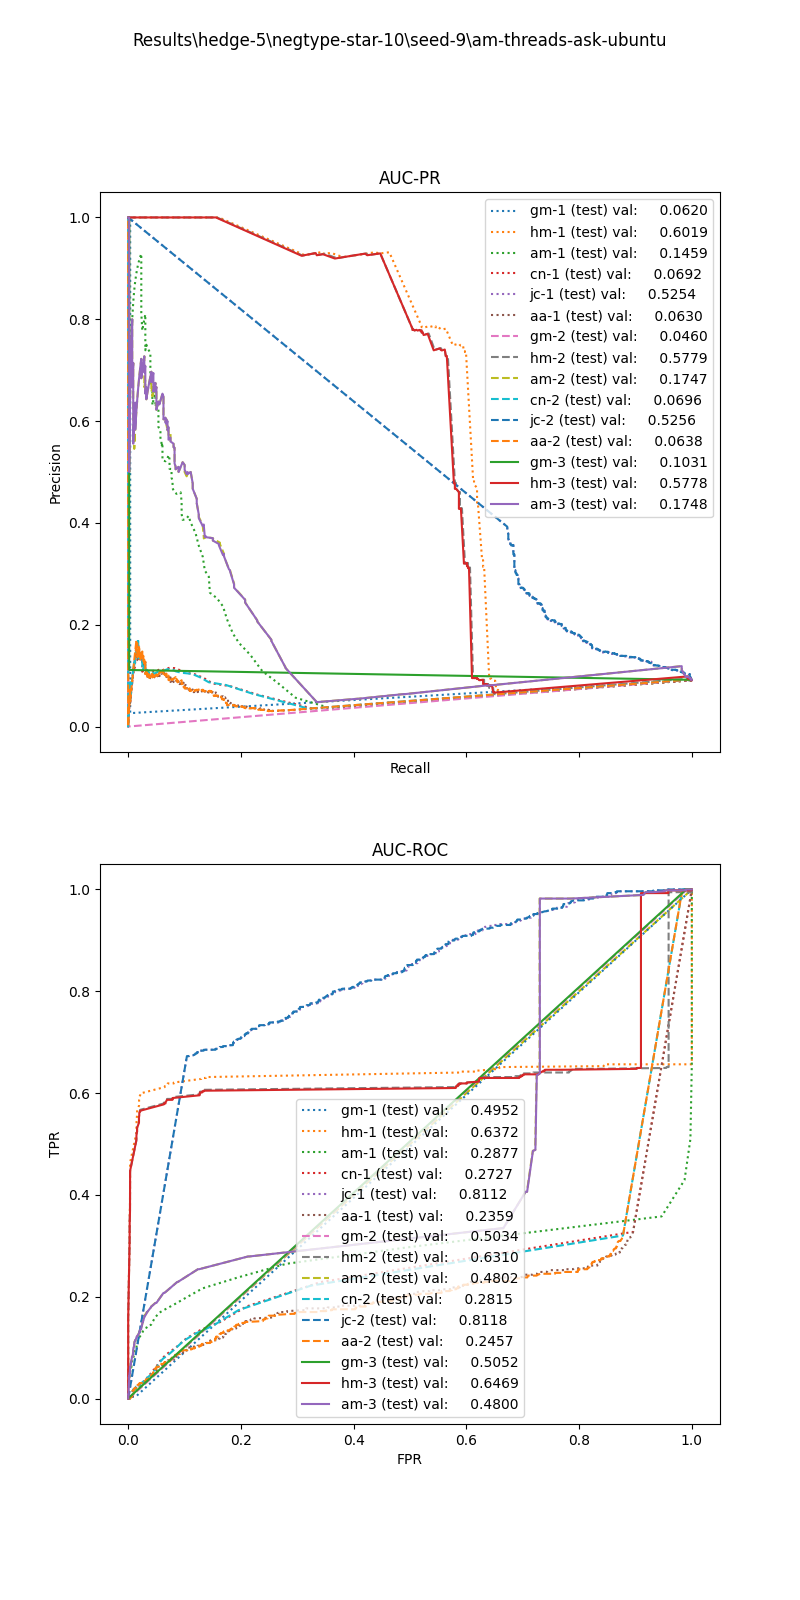 Results\hedge-5\negtype-star-10\seed-9\am-threads-ask-ubuntu
AUC-PR
1.0
0.8
0.6
0.4
0.2
0.0
Precision
gm-1 (test) val: 0.0620
hm-1 (test) val: 0.6019
am-1 (test) val: 0.1459
cn-1 (test) val: 0.0692
jc-1 (test) val: 0.5254
aa-1 (test) val: 0.0630
gm-2 (test) val: 0.0460
hm-2 (test) val: 0.5779
am-2 (test) val: 0.1747
cn-2 (test) val: 0.0696
jc-2 (test) val: 0.5256
aa-2 (test) val: 0.0638
gm-3 (test) val: 0.1031
hm-3 (test) val: 0.5778
am-3 (test) val: 0.1748
Recall
AUC-ROC
1.0
0.8
0.6
0.4
0.2
0.0
TPR
gm-1 (test) val: 0.4952
hm-1 (test) val: 0.6372
am-1 (test) val: 0.2877
cn-1 (test) val: 0.2727
jc-1 (test) val: 0.8112
aa-1 (test) val: 0.2359
gm-2 (test) val: 0.5034
hm-2 (test) val: 0.6310
am-2 (test) val: 0.4802
cn-2 (test) val: 0.2815
jc-2 (test) val: 0.8118
aa-2 (test) val: 0.2457
gm-3 (test) val: 0.5052
hm-3 (test) val: 0.6469
am-3 (test) val: 0.4800
0.0 0.2 0.4 0.6 0.8 1.0
FPR